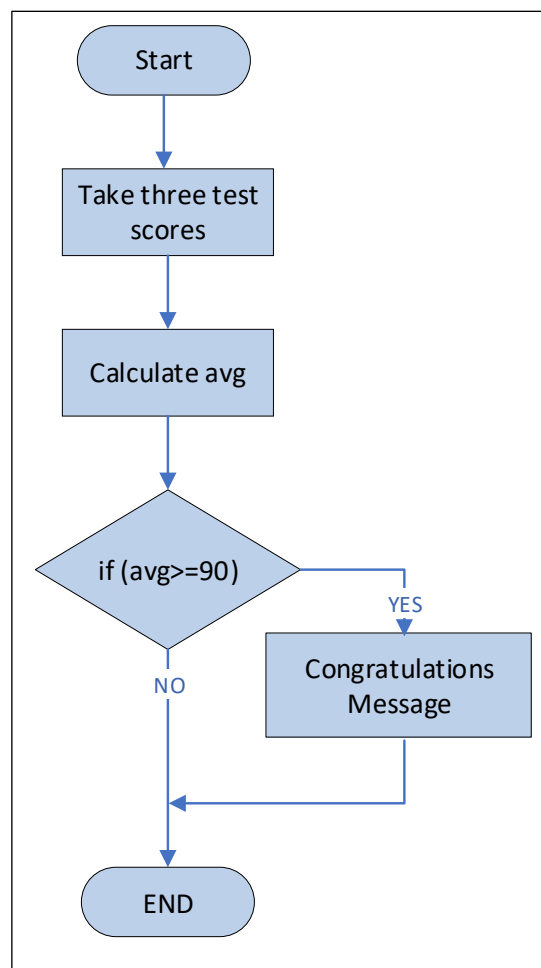 Start
Take three test
scores
Calculate avg
if (avg>=90)
YES
Congratulations
Message
NO
END